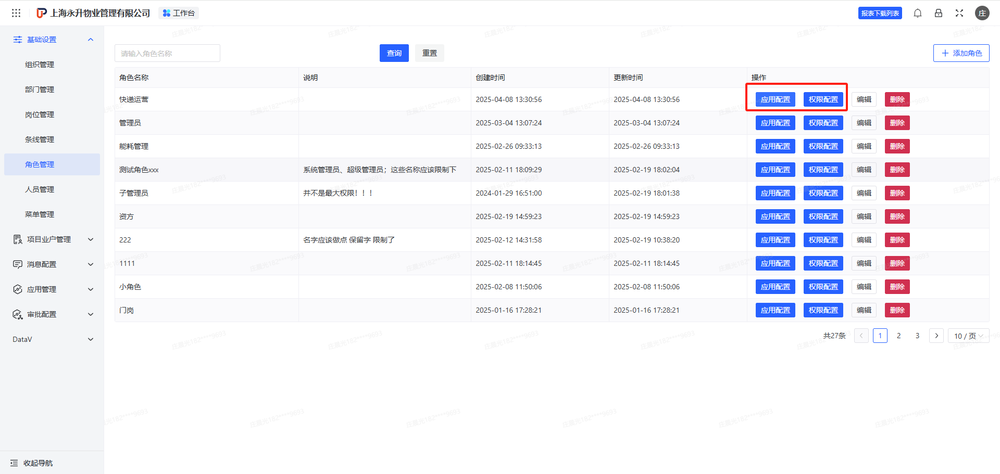 上海永升物业管理有限公司 工作台 报表下载列表 庄
基础设置
组织管理
部门管理
岗位管理
条线管理
角色管理
人员管理
菜单管理
项目业户管理
消息配置
应用管理
审批配置
DataV
收起导航
请输入角色名称 查询 重置 添加角色
角色名称 说明 创建时间 更新时间 操作
快递运营 2025-04-08 13:30:56 2025-04-08 13:30:56 应用配置 权限配置 编辑 删除
管理员 2025-03-04 13:07:24 2025-03-04 13:07:24 应用配置 权限配置 编辑 删除
能耗管理 2025-02-26 09:33:13 2025-02-26 09:33:13 应用配置 权限配置 编辑 删除
测试角色xxx 系统管理员、超级管理员；这些名称应该限制下 2025-02-11 18:09:29 2025-02-19 18:02:04 应用配置 权限配置 编辑 删除
子管理员 并不是最大权限！！！ 2024-01-29 16:51:00 2025-02-19 18:01:38 应用配置 权限配置 编辑 删除
资方 2025-02-19 14:59:23 2025-02-19 14:59:23 应用配置 权限配置 编辑 删除
222 名字应该做点 保留字 限制了 2025-02-12 14:31:58 2025-02-19 10:38:20 应用配置 权限配置 编辑 删除
1111 2025-02-11 18:14:45 2025-02-11 18:14:45 应用配置 权限配置 编辑 删除
小角色 2025-02-08 11:50:06 2025-02-08 11:50:06 应用配置 权限配置 编辑 删除
门岗 2025-01-16 17:28:21 2025-01-16 17:28:21 应用配置 权限配置 编辑 删除
共27条 1 2 3 10 / 页
庄晨光182****9693